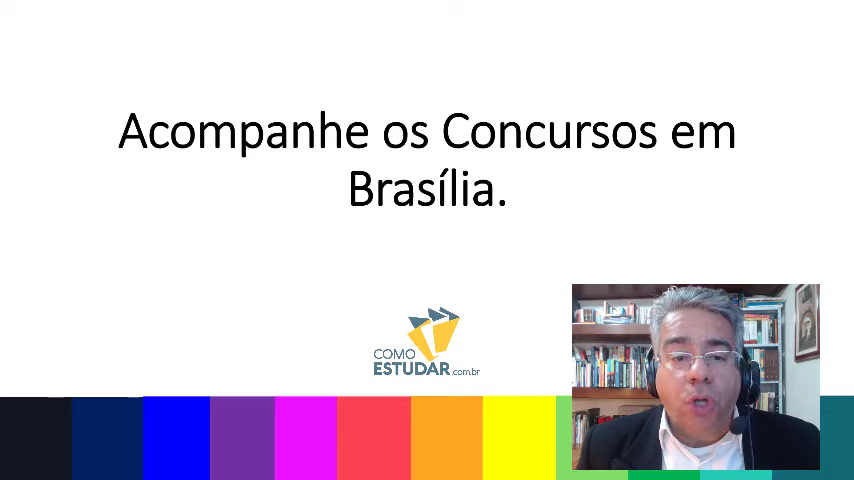 Acompanhe os Concursos em
Brasília.
COMO
ESTUDAR.com.br